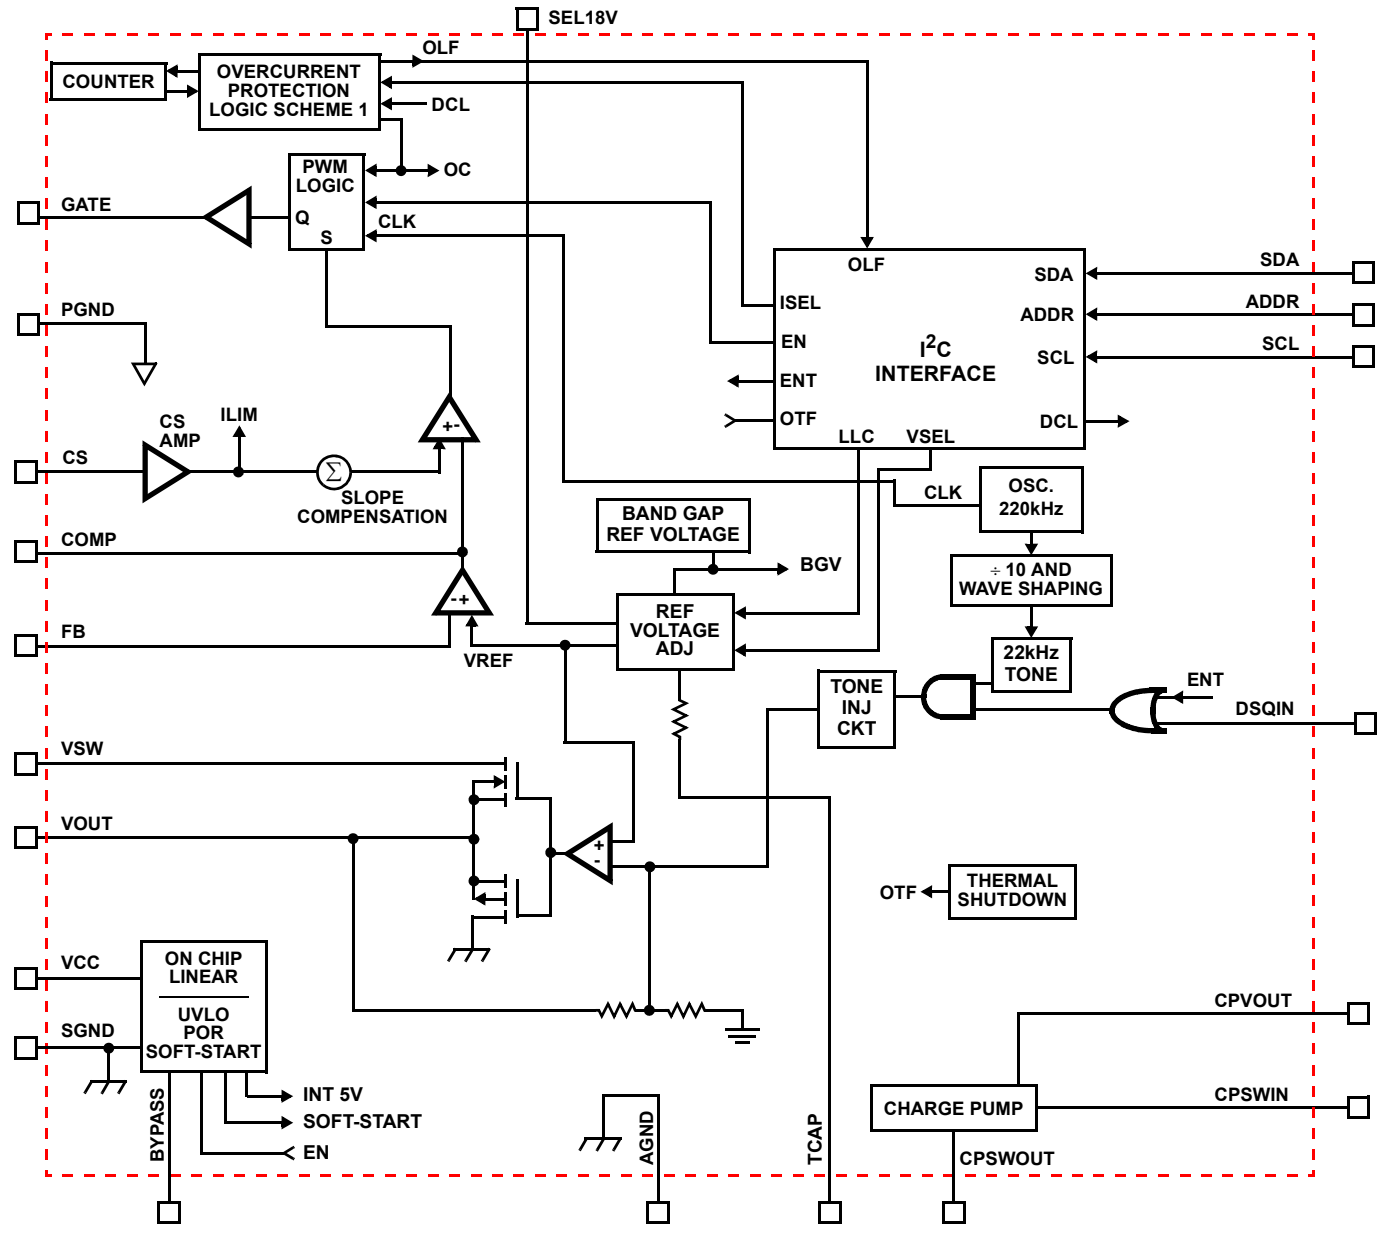 SEL18V
OLF
COUNTER
OVERCURRENT
PROTECTION
LOGIC SCHEME 1
DCL
PWM
LOGIC
OC
GATE
Q
CLK
S
OLF
SDA
SDA
ISEL
ADDR
ADDR
PGND
EN
I2C
INTERFACE
SCL
SCL
ENT
CS
AMP
ILIM
OTF
DCL
+-
LLC
VSEL
CS
Σ
SLOPE
COMPENSATION
CLK
OSC.
220kHz
BAND GAP
REF VOLTAGE
COMP
BGV
÷ 10 AND
WAVE SHAPING
-+
REF
VOLTAGE
ADJ
FB
VREF
22kHz
TONE
TONE
INJ
CKT
ENT
DSQIN
VSW
VOUT
+
-
OTF
THERMAL
SHUTDOWN
VCC
ON CHIP
LINEAR
UVLO
POR
SOFT-START
SGND
CPVOUT
INT 5V
SOFT-START
EN
BYPASS
AGND
TCAP
CHARGE PUMP
CPSWIN
CPSWOUT